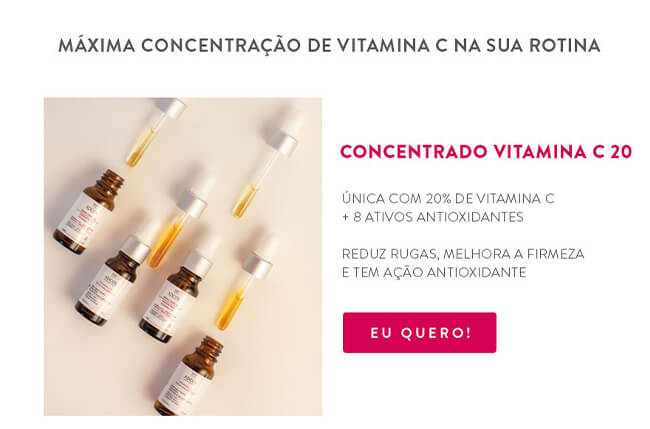 MÁXIMA CONCENTRAÇÃO DE VITAMINA C NA SUA ROTINA
CONCENTRADO VITAMINA C 20
ÚNICA COM 20% DE VITAMINA C
+ 8 ATIVOS ANTIOXIDANTES
REDUZ RUGAS, MELHORA A FIRMEZA
E TEM AÇÃO ANTIOXIDANTE
EU QUERO!